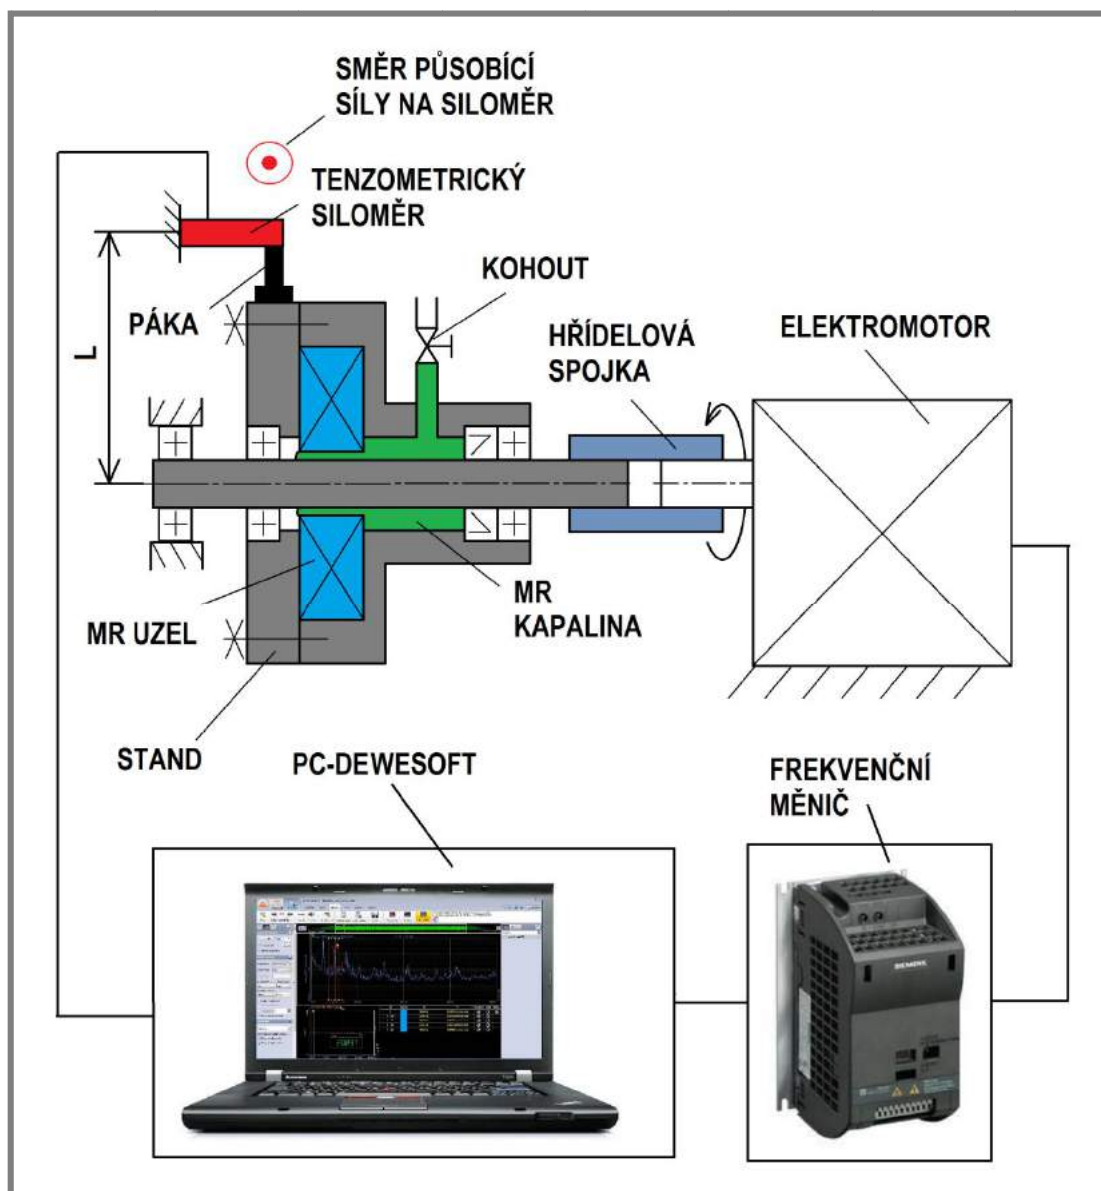 SMĚR PŮSOBÍCÍ
SÍLY NA SILOMĚR
TENZOMETRICKÝ
SILOMĚR
KOHOUT
PÁKA
HŘÍDELOVÁ
SPOJKA
ELEKTROMOTOR
L
MR UZEL
MR
KAPALINA
STAND
PC-DEWESOFT
FREKVENČNÍ
MĚNIČ
SIEMENS